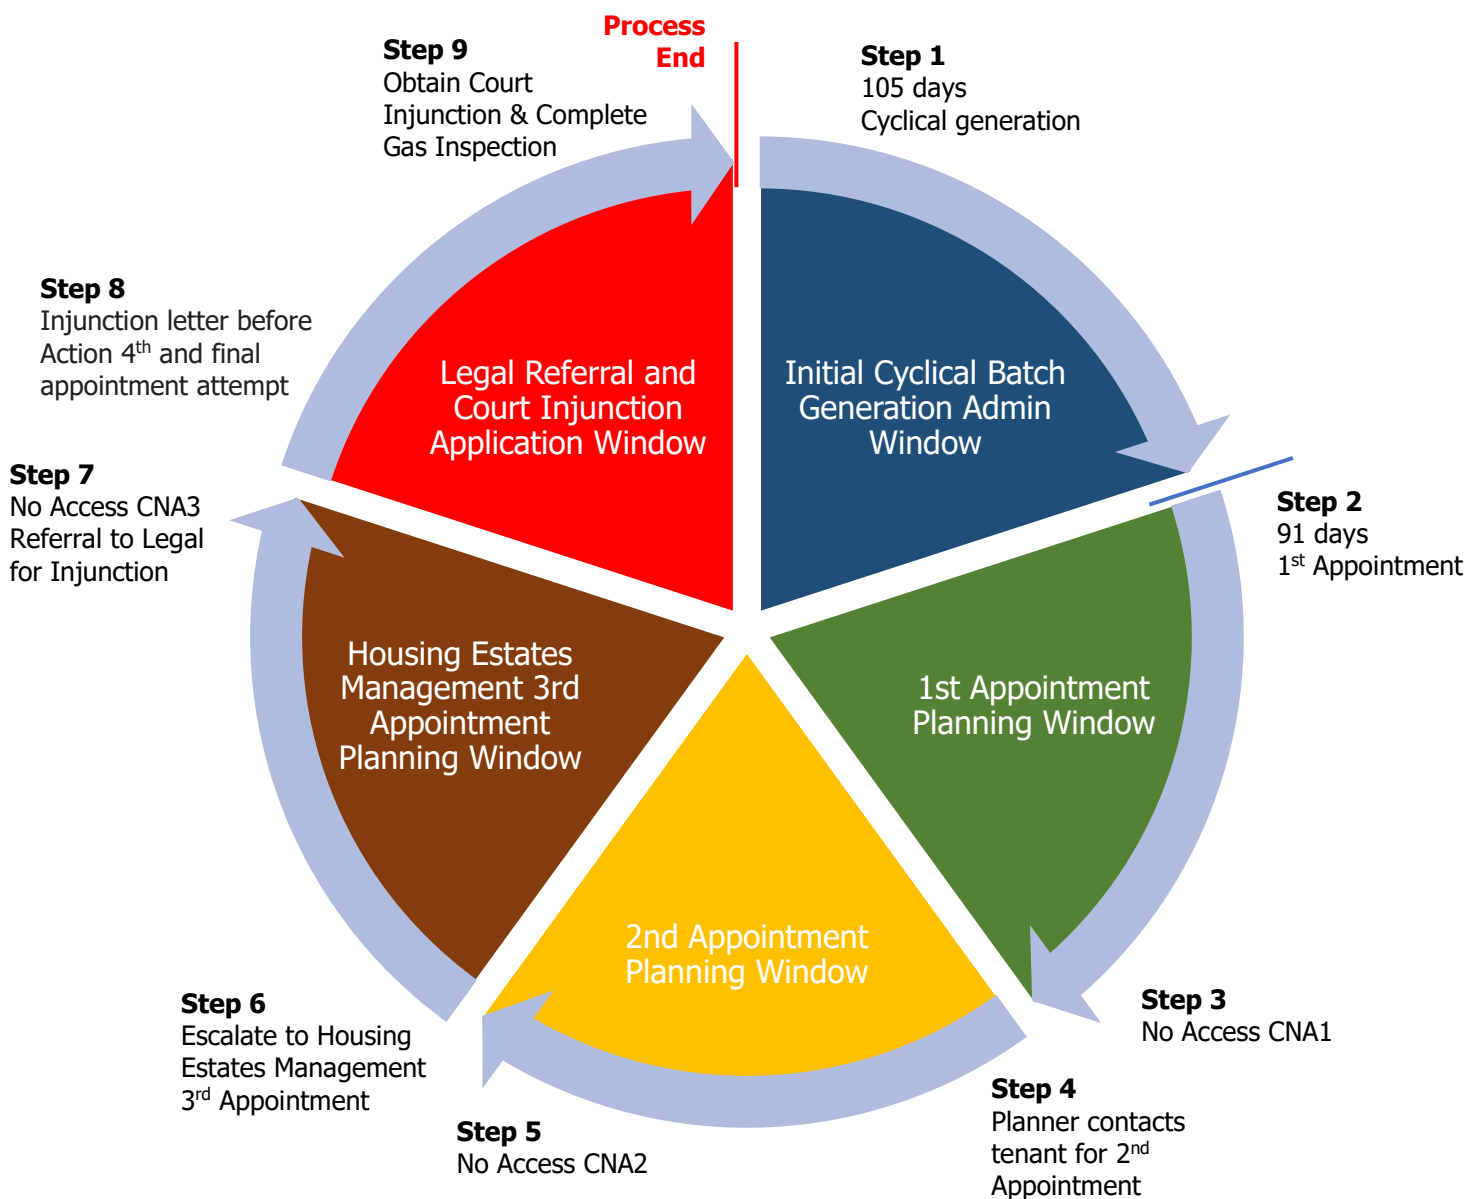 Process
End
Step 1
105 days
Cyclical generation
Step 2
91 days
1st Appointment
Step 3
No Access CNA1
Step 4
Planner contacts
tenant for 2nd
Appointment
Step 5
No Access CNA2
Step 6
Escalate to Housing
Estates Management
3rd Appointment
Step 7
No Access CNA3
Referral to Legal
for Injunction
Step 8
Injunction letter before
Action 4th and final
appointment attempt
Step 9
Obtain Court
Injunction & Complete
Gas Inspection
Initial Cyclical Batch
Generation Admin
Window
1st Appointment
Planning Window
2nd Appointment
Planning Window
Housing Estates
Management 3rd
Appointment
Planning Window
Legal Referral and
Court Injunction
Application Window